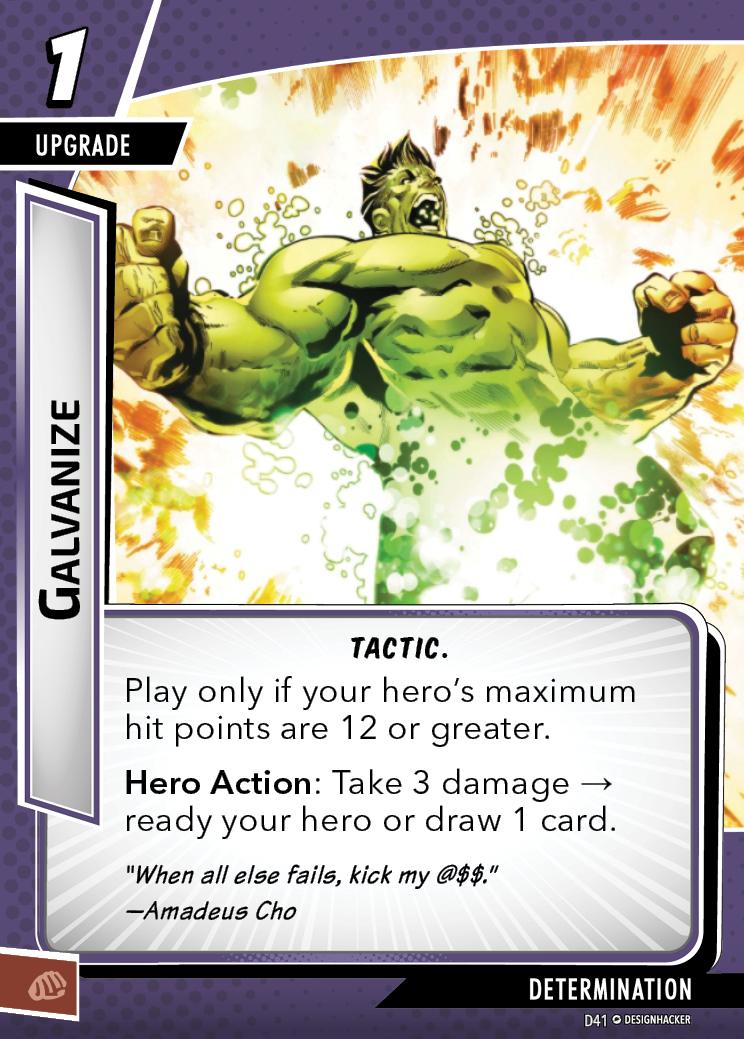 1
UPGRADE
GALVANIZE
TACTIC.
Play only if your hero's maximum
hit points are 12 or greater.
Hero Action: Take 3 damage →
ready your hero or draw 1 card.
"When all else fails, kick my @$$."
—Amadeus Cho
DETERMINATION
D41 DESIGNHACKER